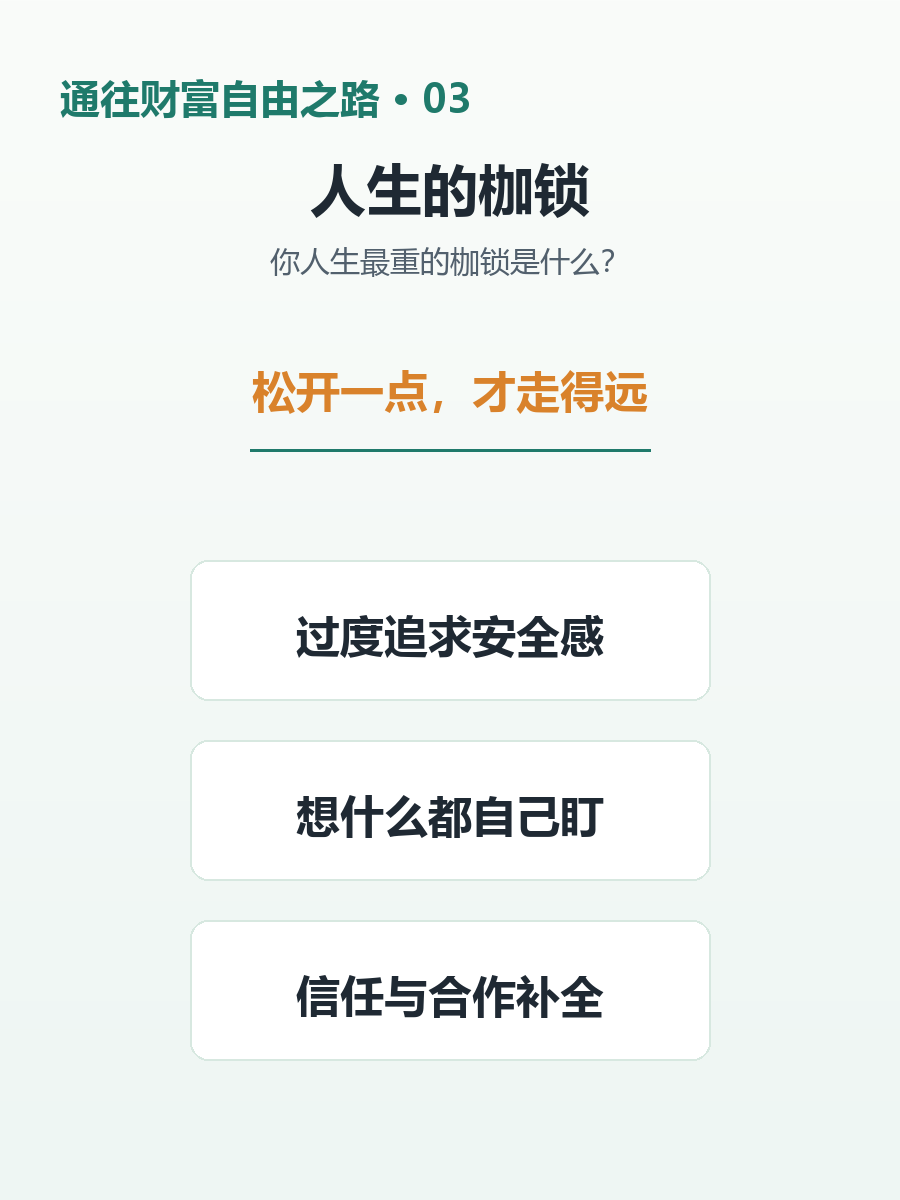 通往财富自由之路 • 03
人生的枷锁
你人生最重的枷锁是什么？
松开一点，才走得远
过度追求安全感
想什么都自己盯
信任与合作补全